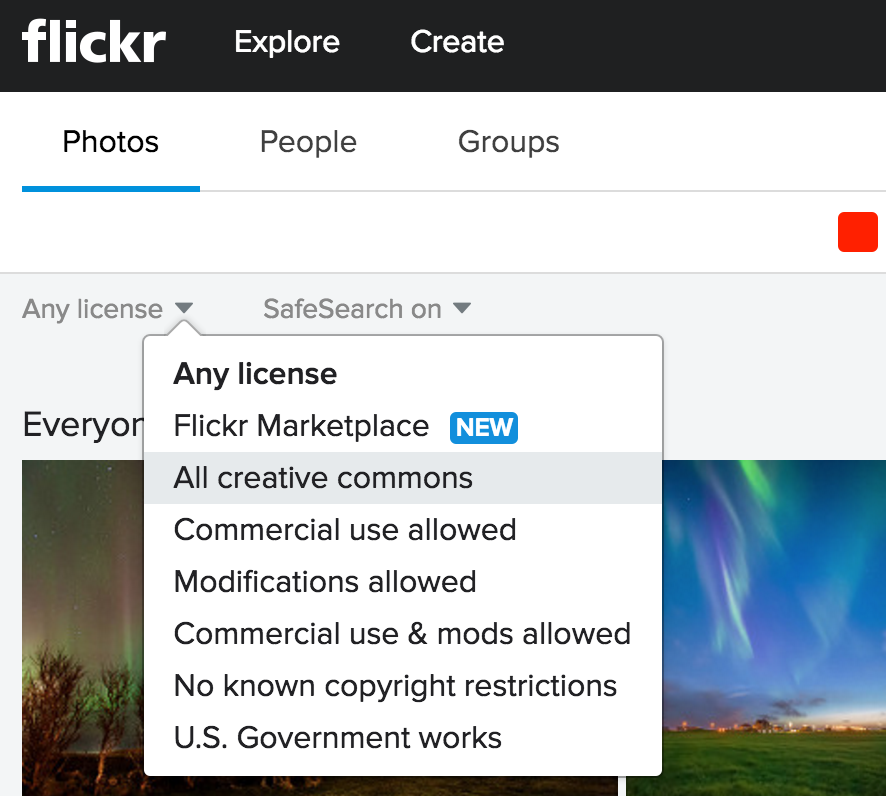 flickr Explore Create
Photos People Groups
Any license SafeSearch on
Any license
Flickr Marketplace NEW
Everyon
All creative commons
Commercial use allowed
Modifications allowed
Commercial use & mods allowed
No known copyright restrictions
U.S. Government works